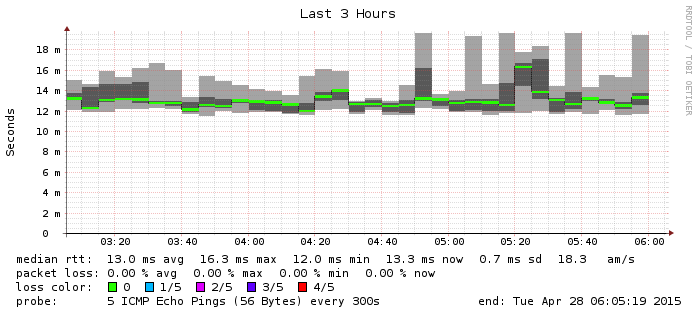 Last 3 Hours
RRDTOOL / TOBI OETIKER
Seconds
18 m
16 m
14 m
12 m
10 m
8 m
6 m
4 m
2 m
0
03:20 03:40 04:00 04:20 04:40 05:00 05:20 05:40 06:00
median rtt: 13.0 ms avg 16.3 ms max 12.0 ms min 13.3 ms now 0.7 ms sd 18.3 am/s
packet loss: 0.00 % avg 0.00 % max 0.00 % min 0.00 % now
loss color: 0 1/5 2/5 3/5 4/5
probe: 5 ICMP Echo Pings (56 Bytes) every 300s end: Tue Apr 28 06:05:19 2015